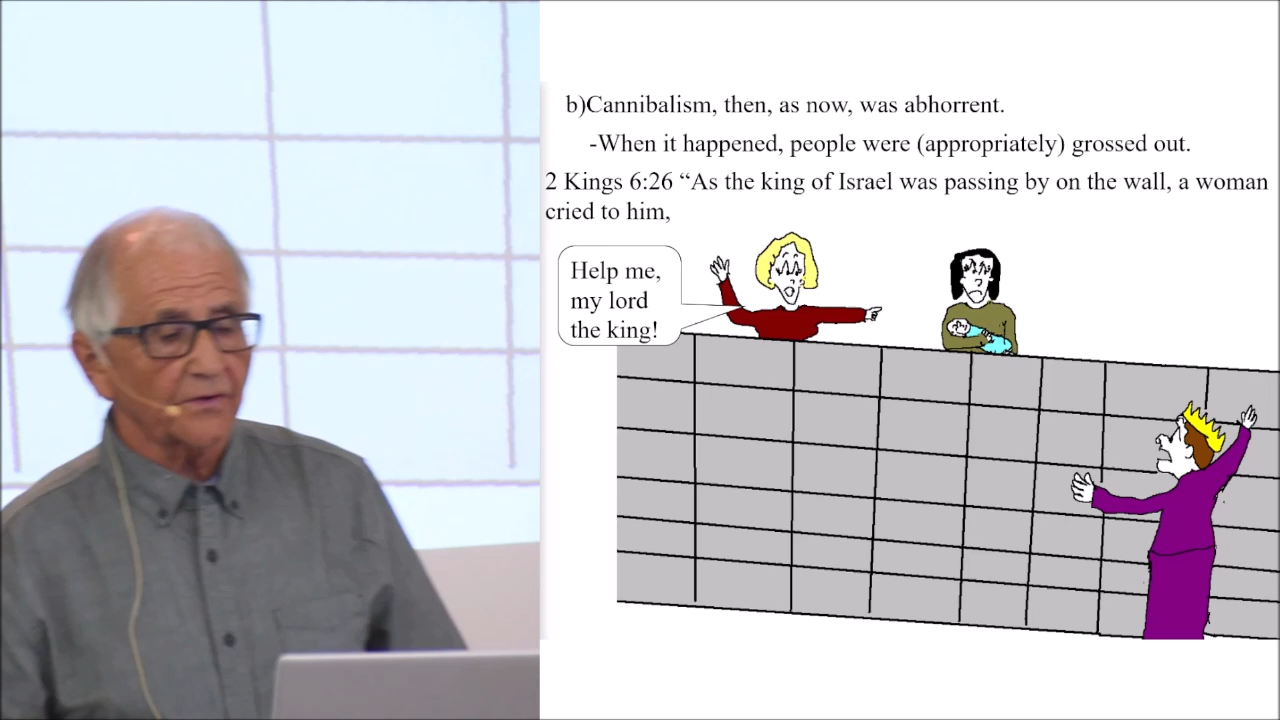 b)Cannibalism, then, as now, was abhorrent.
-When it happened, people were (appropriately) grossed out.
2 Kings 6:26 “As the king of Israel was passing by on the wall, a woman
cried to him,
Help me,
my lord
the king!